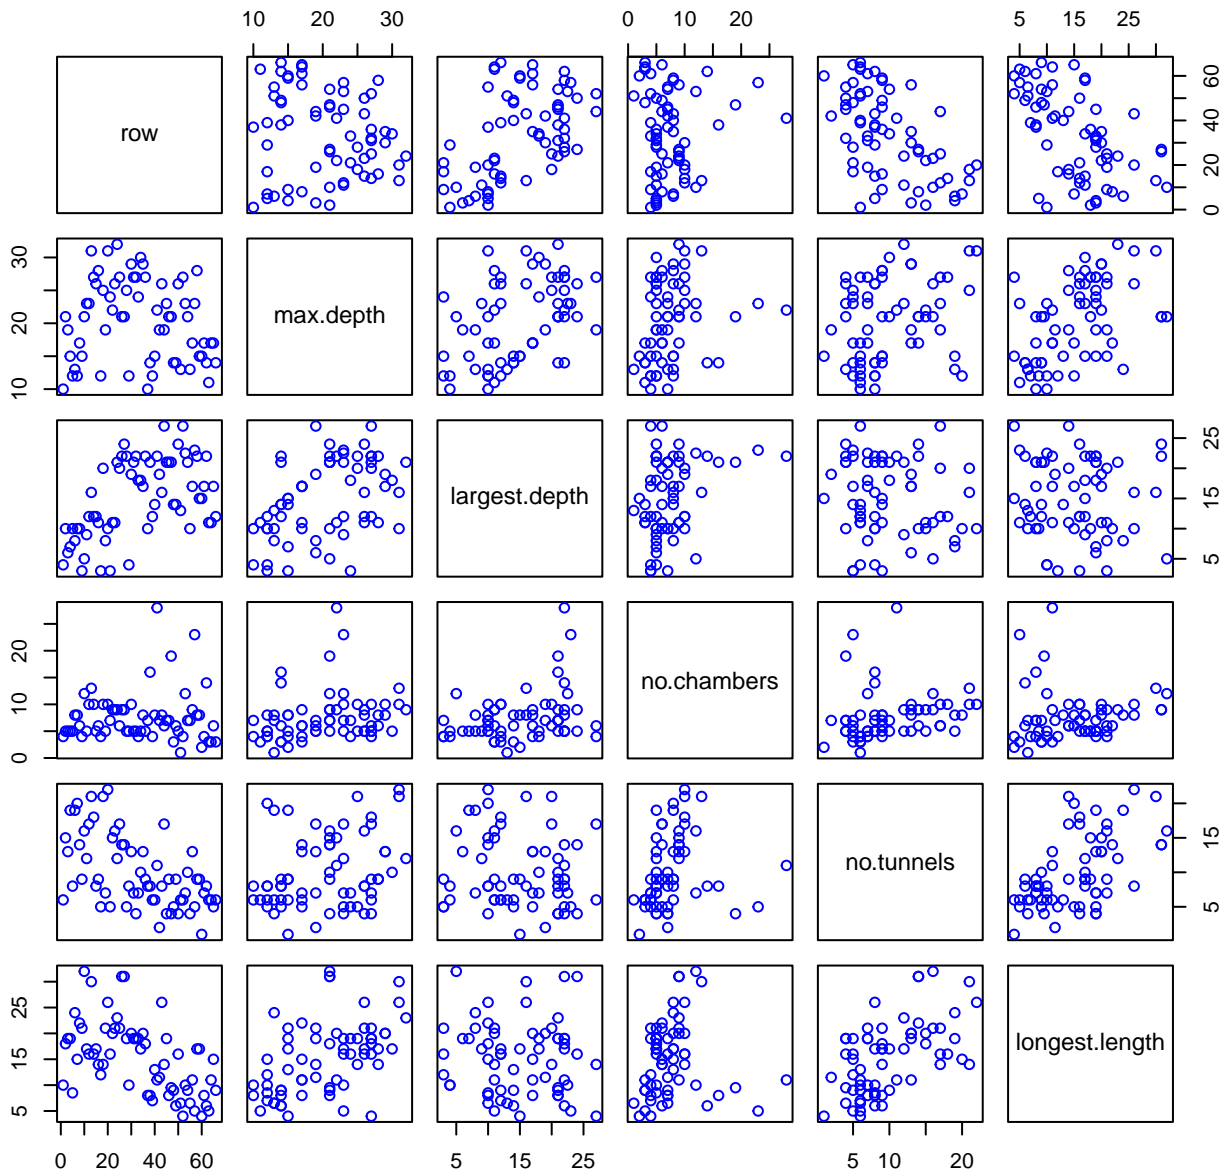 10 20 30 0 10 20 5 15 25
row 0 20 40 60
10 20 30 max.depth
largest.depth 5 15 25
0 10 20 no.chambers
no.tunnels 5 15
5 15 25 longest.length
0 20 40 60 5 15 25 5 10 20